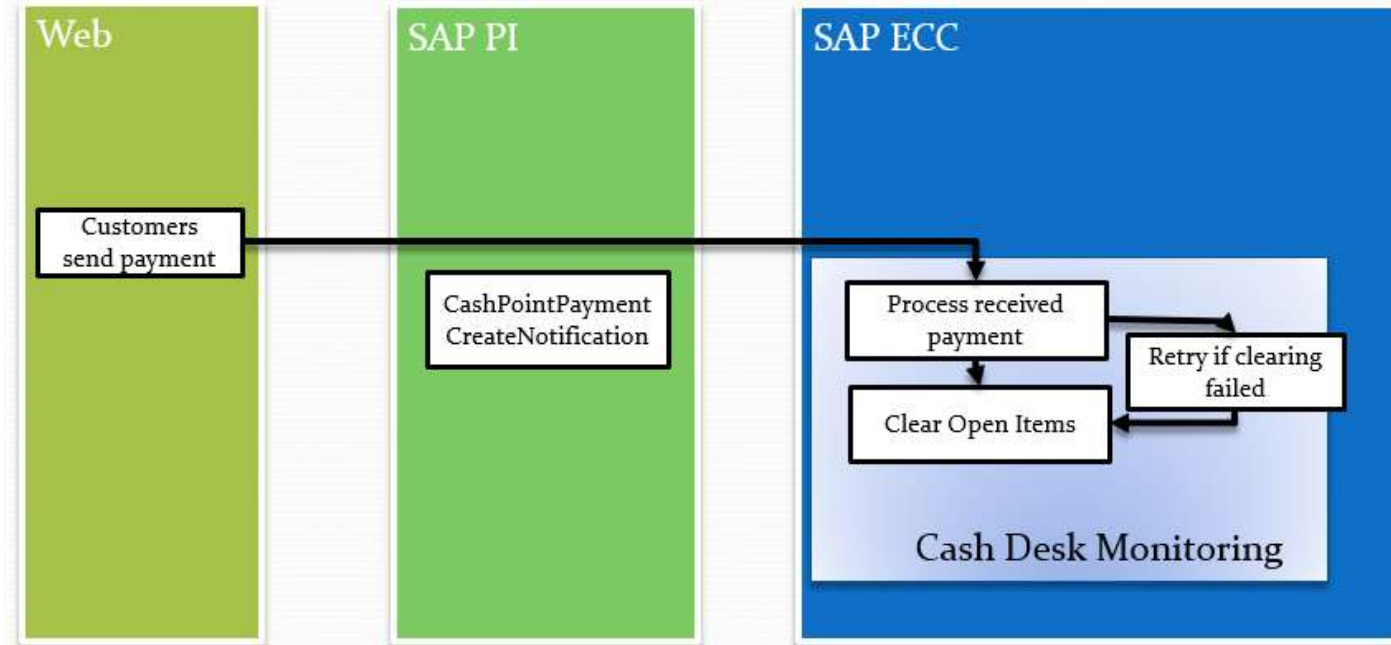 Web
SAP PI
SAP ECC
Customers
send payment
CashPointPayment
CreateNotification
Process received
payment
Retry if clearing
failed
Clear Open Items
Cash Desk Monitoring